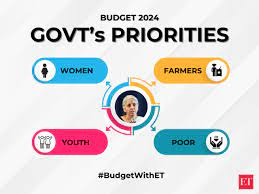 BUDGET 2024
GOVT's PRIORITIES
WOMEN
FARMERS
YOUTH
POOR
#BudgetWithET
ET